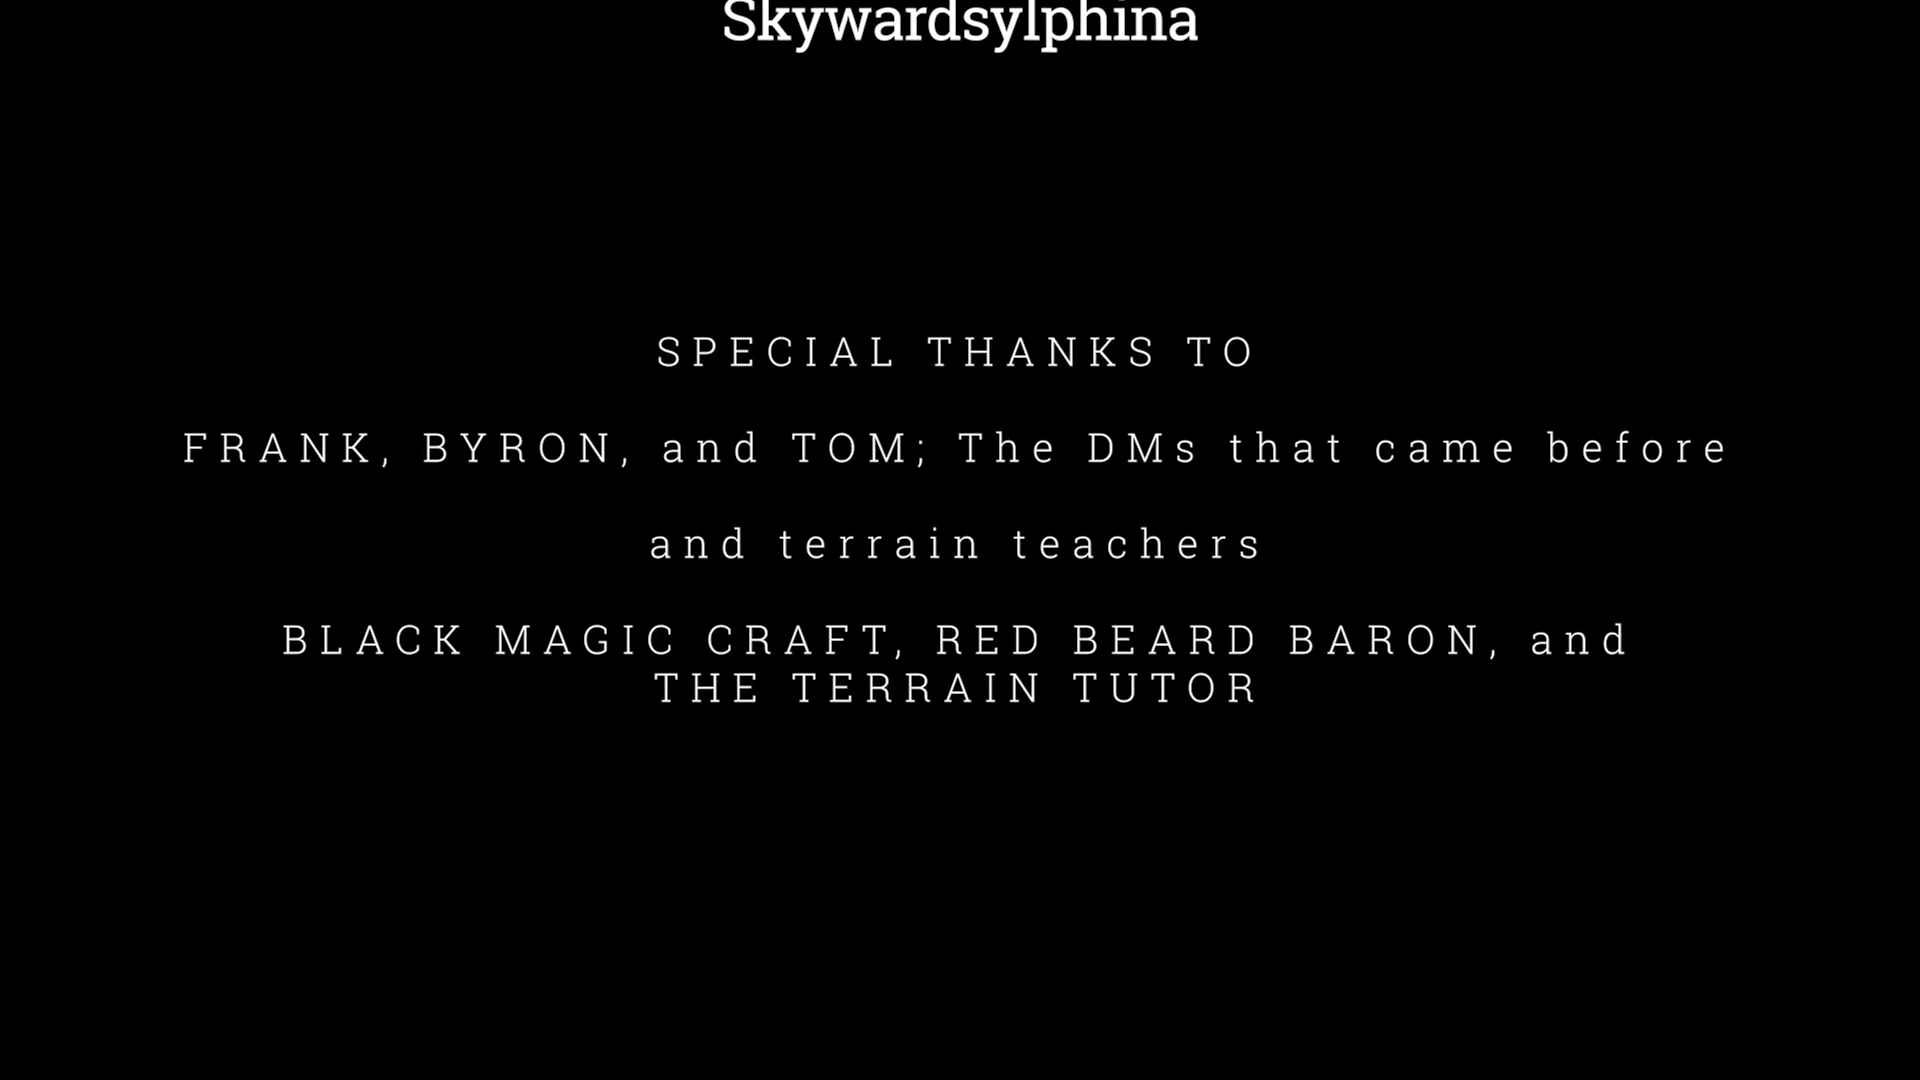 Skywardsylphina
SPECIAL THANKS TO
FRANK, BYRON, and TOM; The DMs that came before
and terrain teachers
BLACK MAGIC CRAFT, RED BEARD BARON, and
THE TERRAIN TUTOR